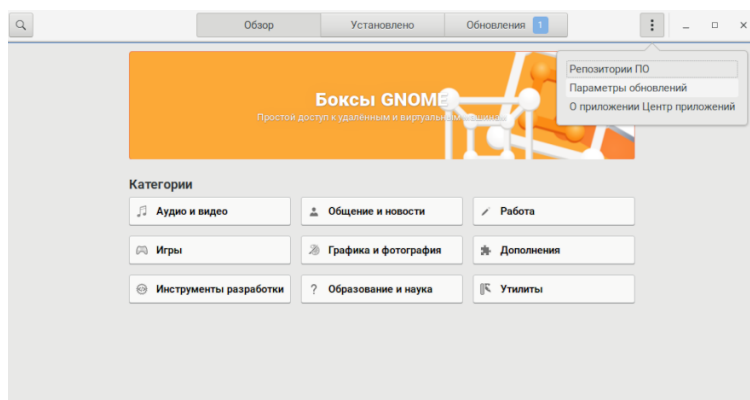 Обзор
Установлено
Обновления 1
Репозитории ПО
Параметры обновлений
О приложении Центр приложений
Боксы GNOME
Простой доступ к удалённым и виртуальным машинам
Категории
Аудио и видео
Общение и новости
Работа
Игры
Графика и фотография
Дополнения
Инструменты разработки
Образование и наука
Утилиты